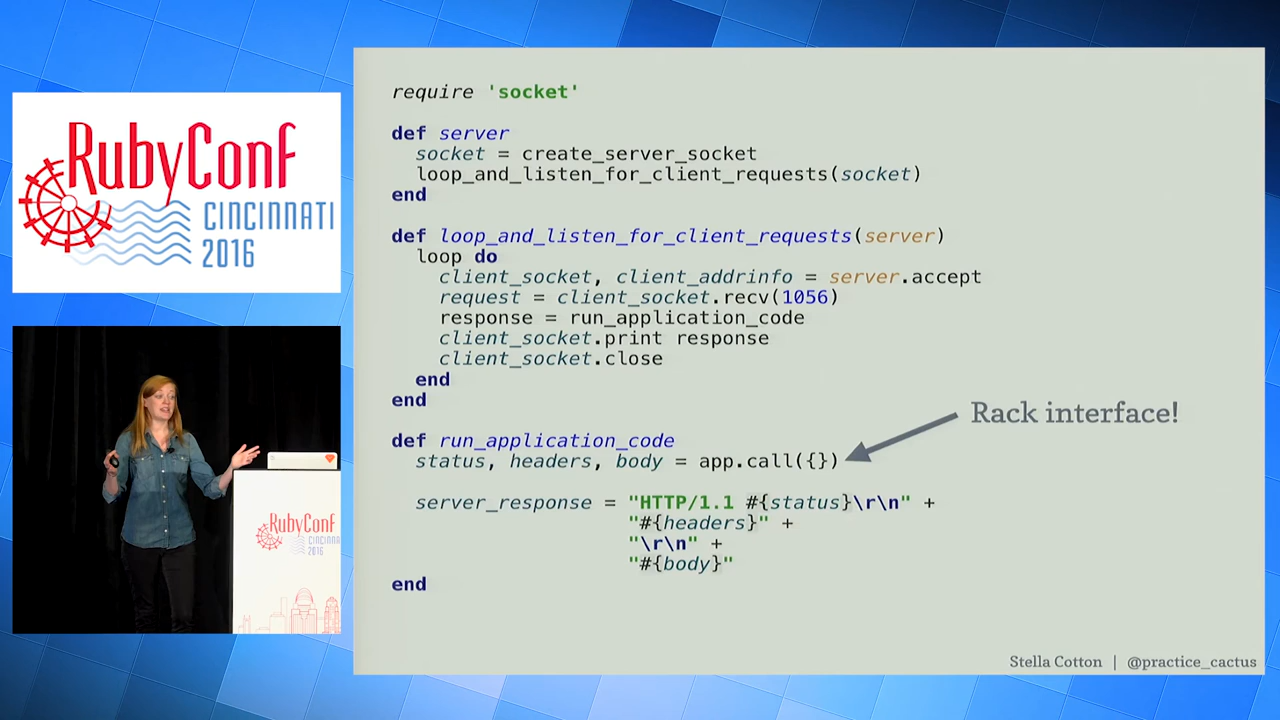 RubyConf
CINCINNATI
2016
RubyConf
CINCINNATI
2016
require 'socket'
def server
  socket = create_server_socket
  loop_and_listen_for_client_requests(socket)
end
def loop_and_listen_for_client_requests(server)
  loop do
    client_socket, client_addrinfo = server.accept
    request = client_socket.recv(1056)
    response = run_application_code
    client_socket.print response
    client_socket.close
  end
end
Rack interface!
def run_application_code
  status, headers, body = app.call({})
  server_response = "HTTP/1.1 #{status}\r\n" +
                    "#{headers}" +
                    "\r\n" +
                    "#{body}"
end
Stella Cotton | @practice_cactus